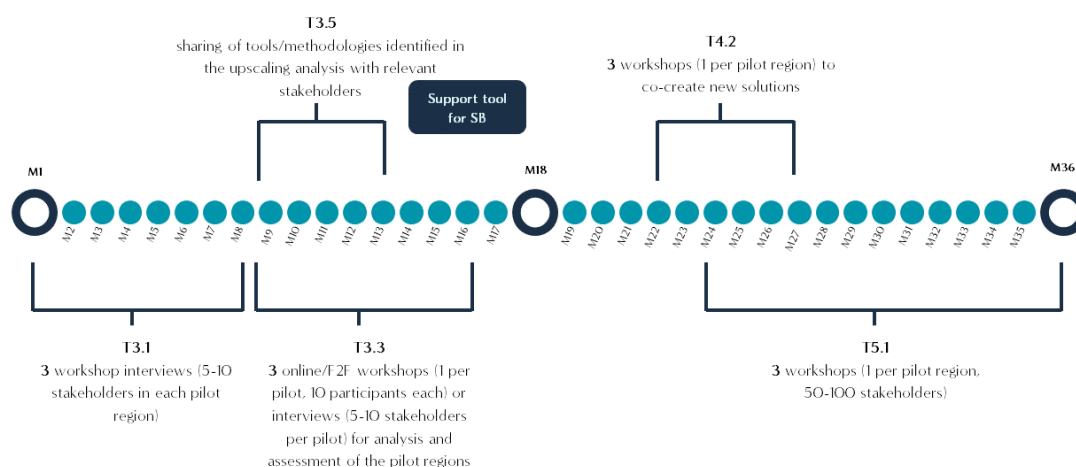 T3.5
sharing of tools/methodologies identified in
the upscaling analysis with relevant
stakeholders
Support tool
for SB
T4.2
3 workshops (1 per pilot region) to
co-create new solutions
M1
M18
M36
M2
M3
M4
M5
M6
M7
M8
M9
M10
M11
M12
M13
M14
M15
M16
M17
M19
M20
M21
M22
M23
M24
M25
M26
M27
M28
M29
M30
M31
M32
M33
M34
M35
T3.1
3 workshop interviews (5-10
stakeholders in each pilot
region)
T3.3
3 online/F2F workshops (1 per
pilot, 10 participants each) or
interviews (5-10 stakeholders
per pilot) for analysis and
assessment of the pilot regions
T5.1
3 workshops (1 per pilot region,
50-100 stakeholders)